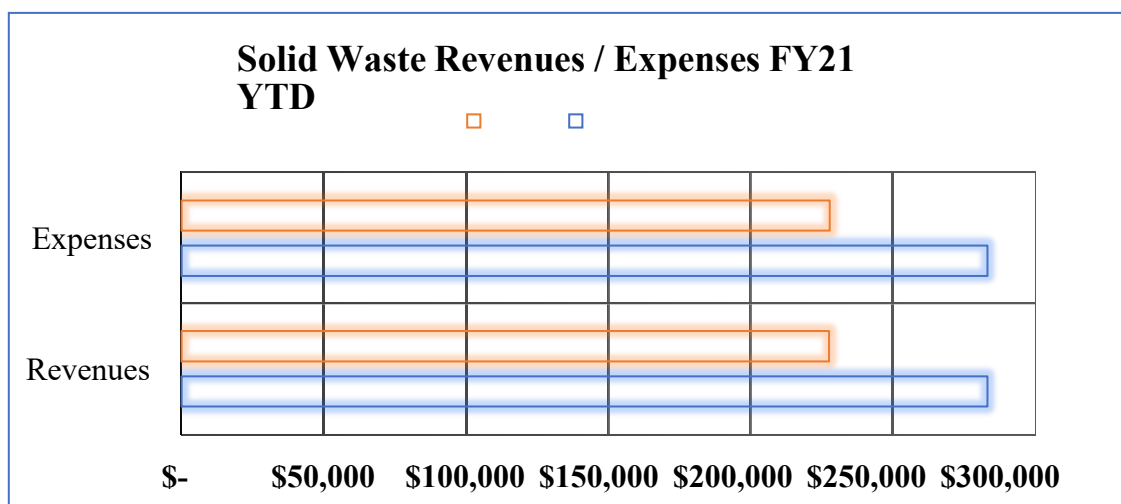 Solid Waste Revenues / Expenses FY21
YTD
Expenses
Revenues
$- $50,000 $100,000 $150,000 $200,000 $250,000 $300,000